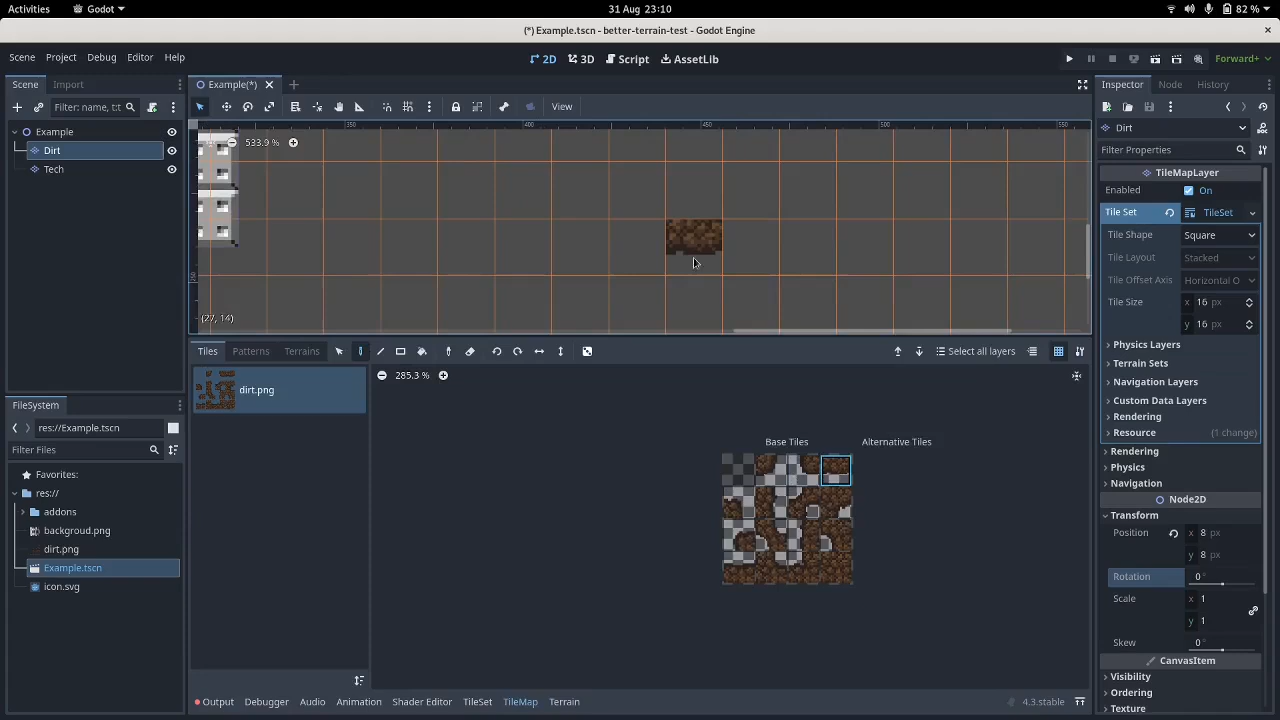 Activities Godot 31 Aug 23:10 82 %
(*) Example.tscn - better-terrain-test - Godot Engine
Scene Project Debug Editor Help 2D 3D Script AssetLib Forward+
Scene Import Example(*) Inspector Node History
Filter: name, t:t View
Example
Dirt
Tech
350 450 500 550
533.9 %
250
(27, 14)
Dirt
Filter Properties
TileMapLayer
Enabled On
Tile Set TileSet
Tile Shape Square
Tile Layout Stacked
Tile Offset Axis Horizontal O
Tile Size x 16 px
y 16 px
Physics Layers
Terrain Sets
Navigation Layers
Custom Data Layers
Rendering
Resource (1 change)
Rendering
Physics
Navigation
Node2D
Transform
Position x 8 px
y 8 px
Rotation 0 °
Scale x 1
y 1
Skew 0 °
CanvasItem
Visibility
Ordering
Texture
Tiles Patterns Terrains Select all layers
dirt.png
285.3 %
Base Tiles Alternative Tiles
FileSystem
res://Example.tscn
Filter Files
Favorites:
res://
addons
backgroud.png
dirt.png
Example.tscn
icon.svg
Output Debugger Audio Animation Shader Editor TileSet TileMap Terrain 4.3.stable